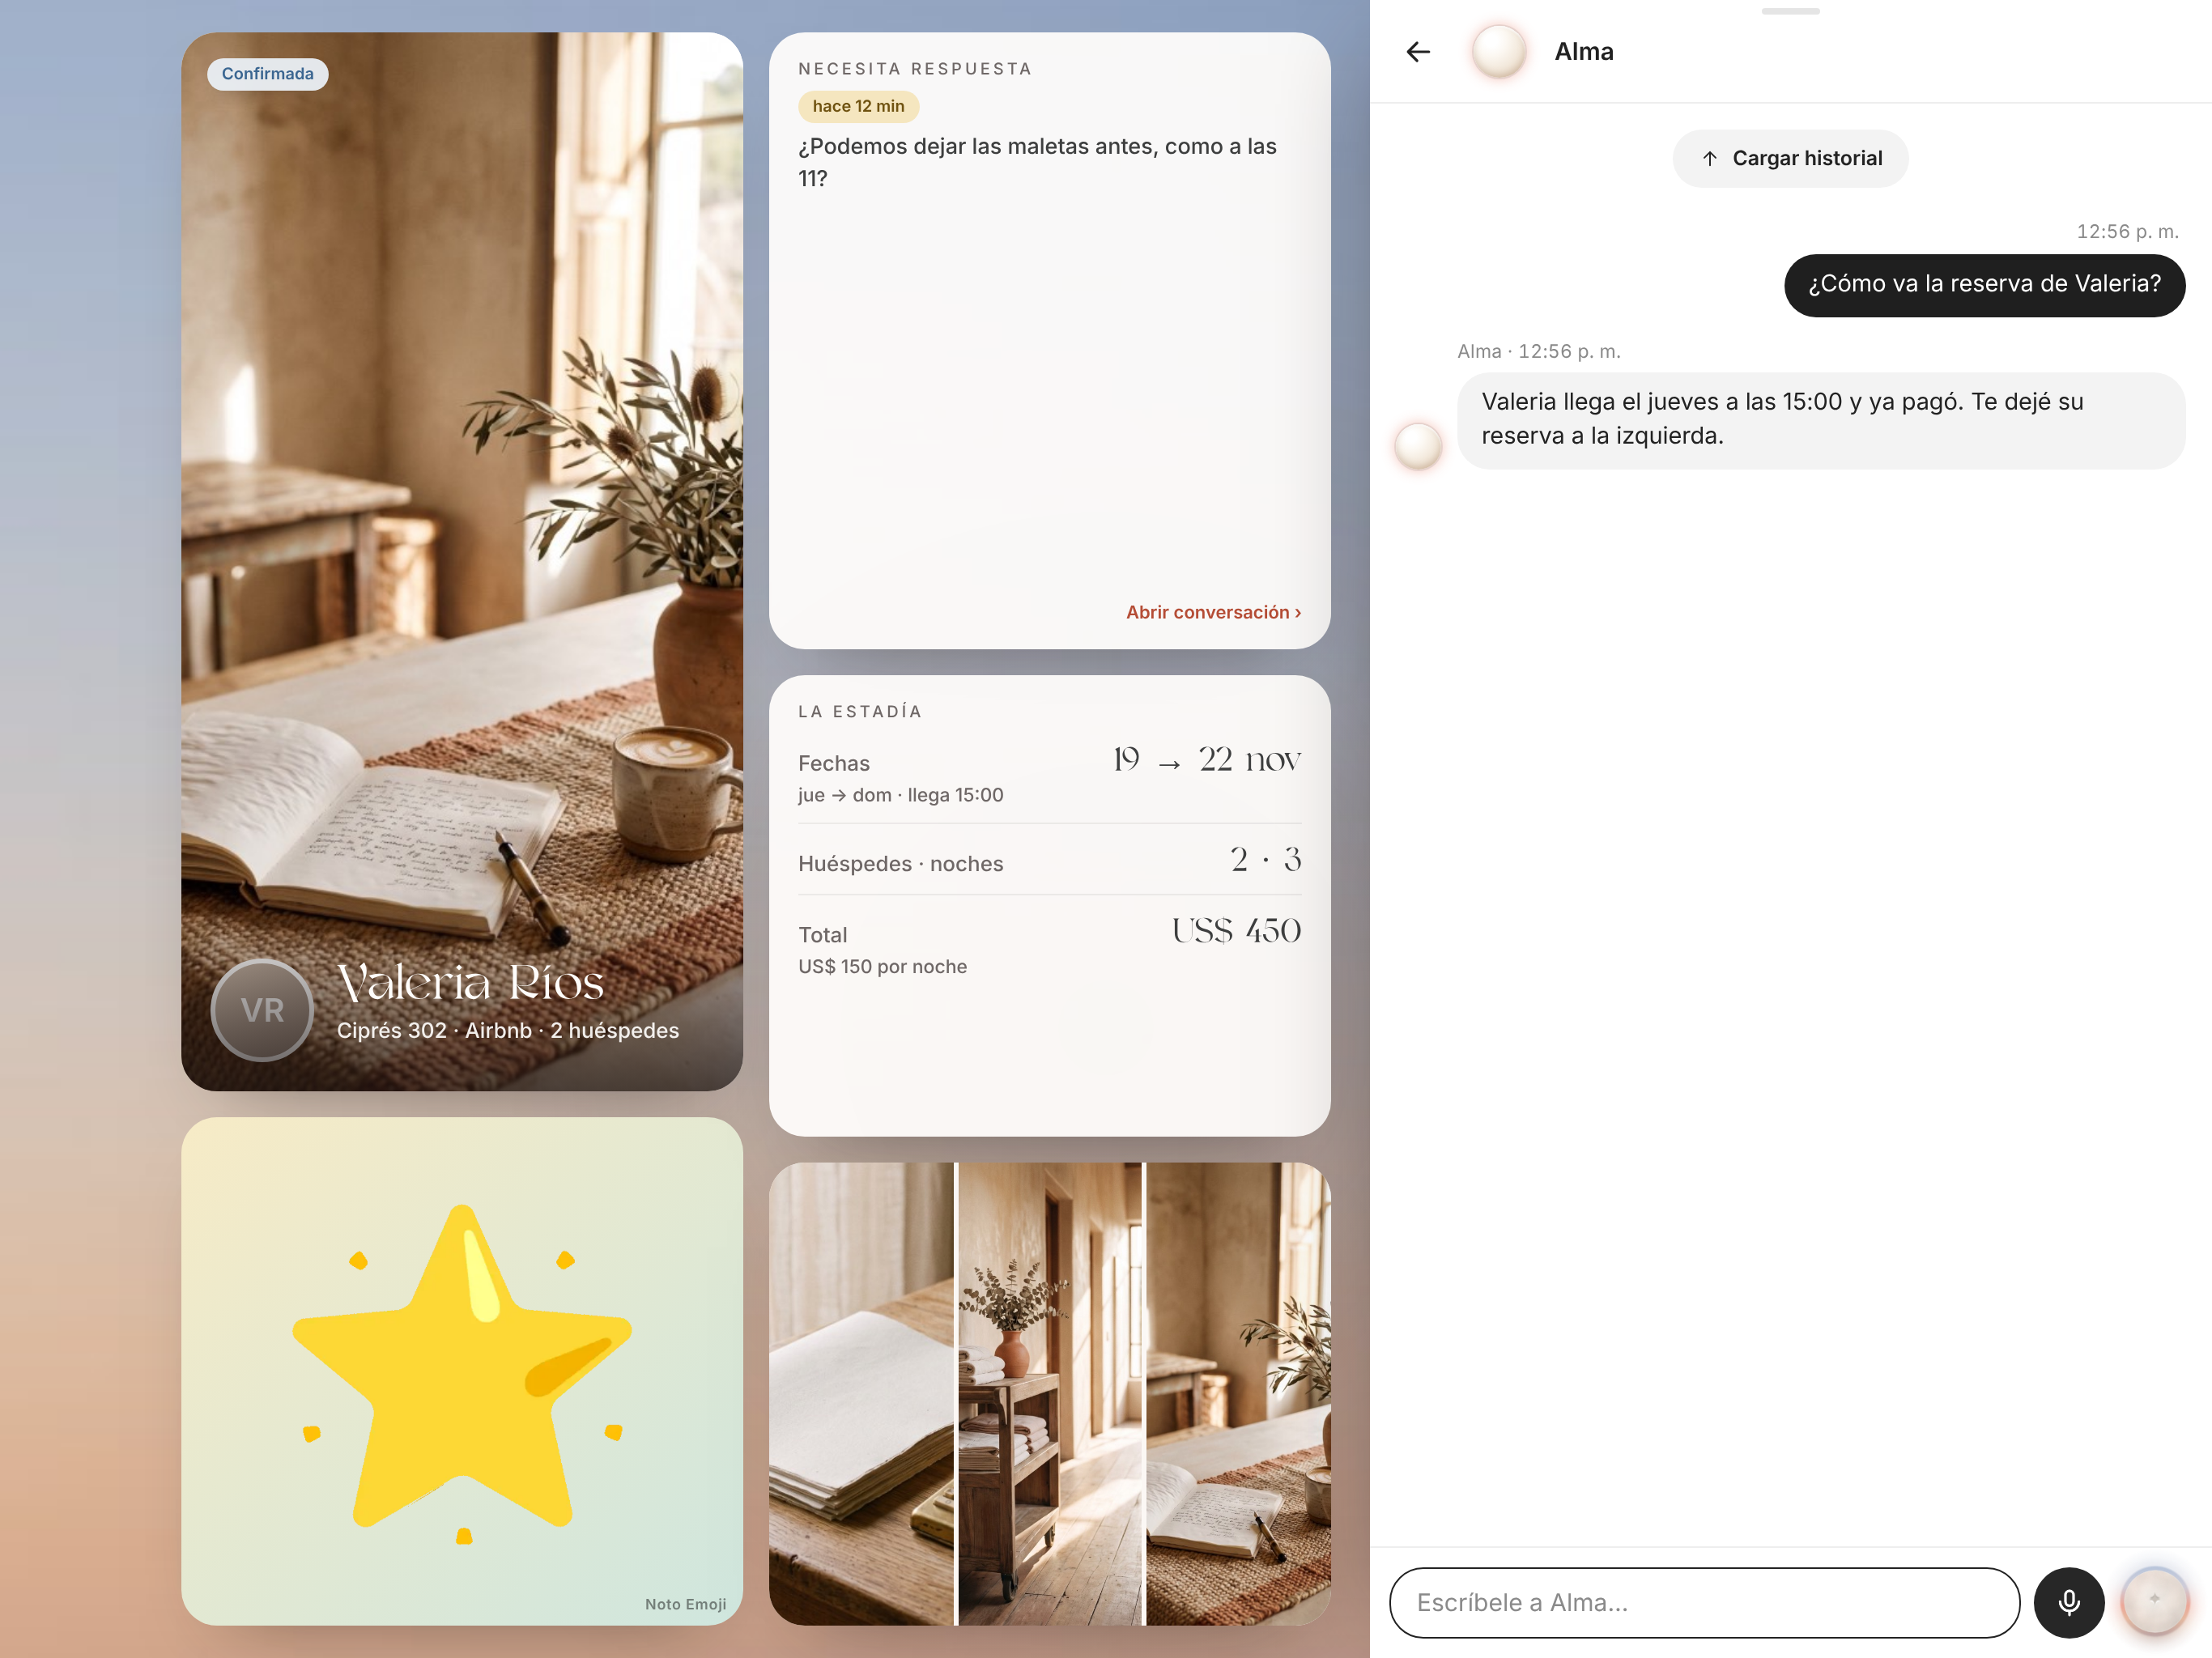 Confirmada
Valeria Ríos
VR
Ciprés 302 · Airbnb · 2 huéspedes
Noto Emoji
NECESITA RESPUESTA
hace 12 min
¿Podemos dejar las maletas antes, como a las
11?
Abrir conversación ›
LA ESTADÍA
Fechas
19 → 22 nov
jue → dom · llega 15:00
Huéspedes · noches
2 · 3
Total
US$ 450
US$ 150 por noche
Alma
Cargar historial
12:56 p. m.
¿Cómo va la reserva de Valeria?
Alma · 12:56 p. m.
Valeria llega el jueves a las 15:00 y ya pagó. Te dejé su
reserva a la izquierda.
Escríbele a Alma...